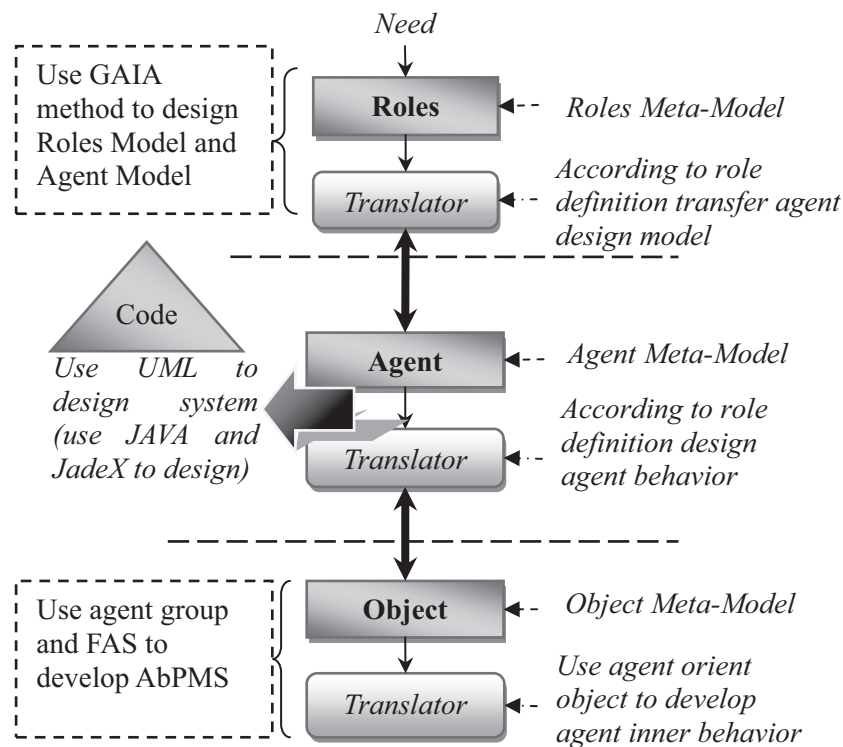 Need
Use GAIA
method to design
Roles Model and
Agent Model
Roles
Roles Meta-Model
Translator
According to role
definition transfer agent
design model
Code
Use UML to
design system
(use JAVA and
JadeX to design)
Agent
Agent Meta-Model
Translator
According to role
definition design
agent behavior
Use agent group
and FAS to
develop AbPMS
Object
Object Meta-Model
Translator
Use agent orient
object to develop
agent inner behavior